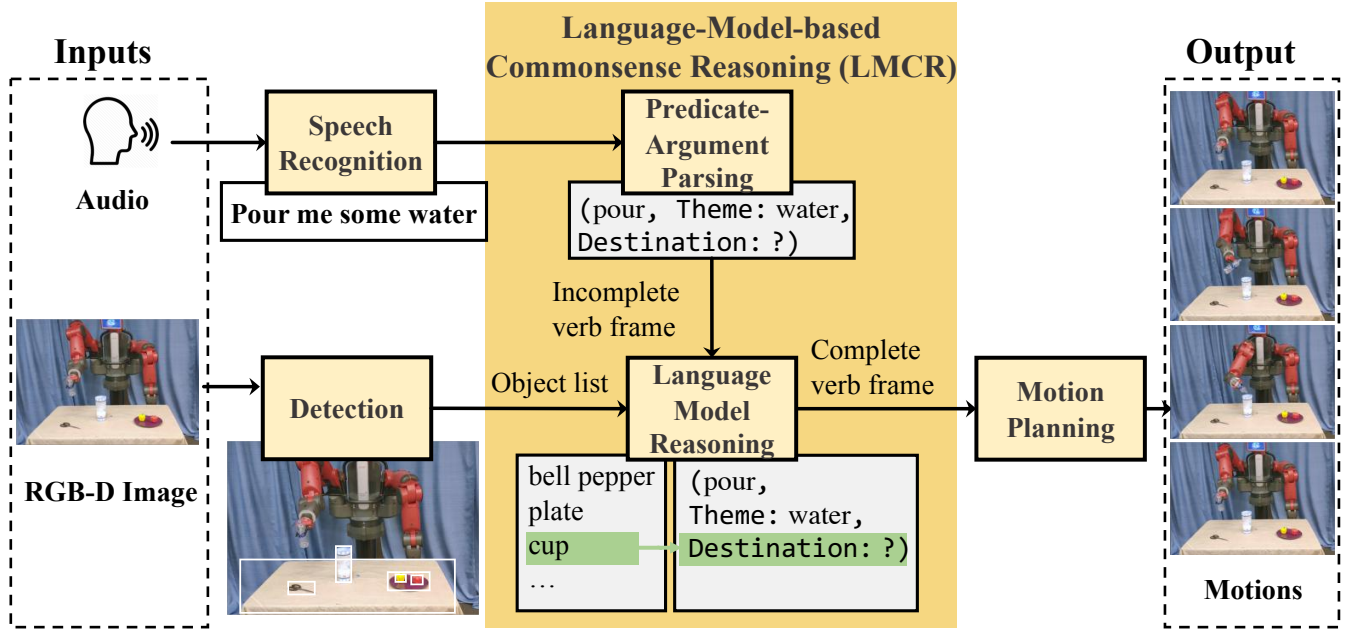 Inputs
Audio
RGB-D Image
Speech
Recognition
Pour me some water
Detection
Language-Model-based
Commonsense Reasoning (LMCR)
Predicate-
Argument
Parsing
(pour, Theme: water,
Destination: ?)
Incomplete
verb frame
Object list
Language
Model
Reasoning
Complete
verb frame
bell pepper
plate
cup
…
(pour,
Theme: water,
Destination: ?)
Motion
Planning
Output
Motions